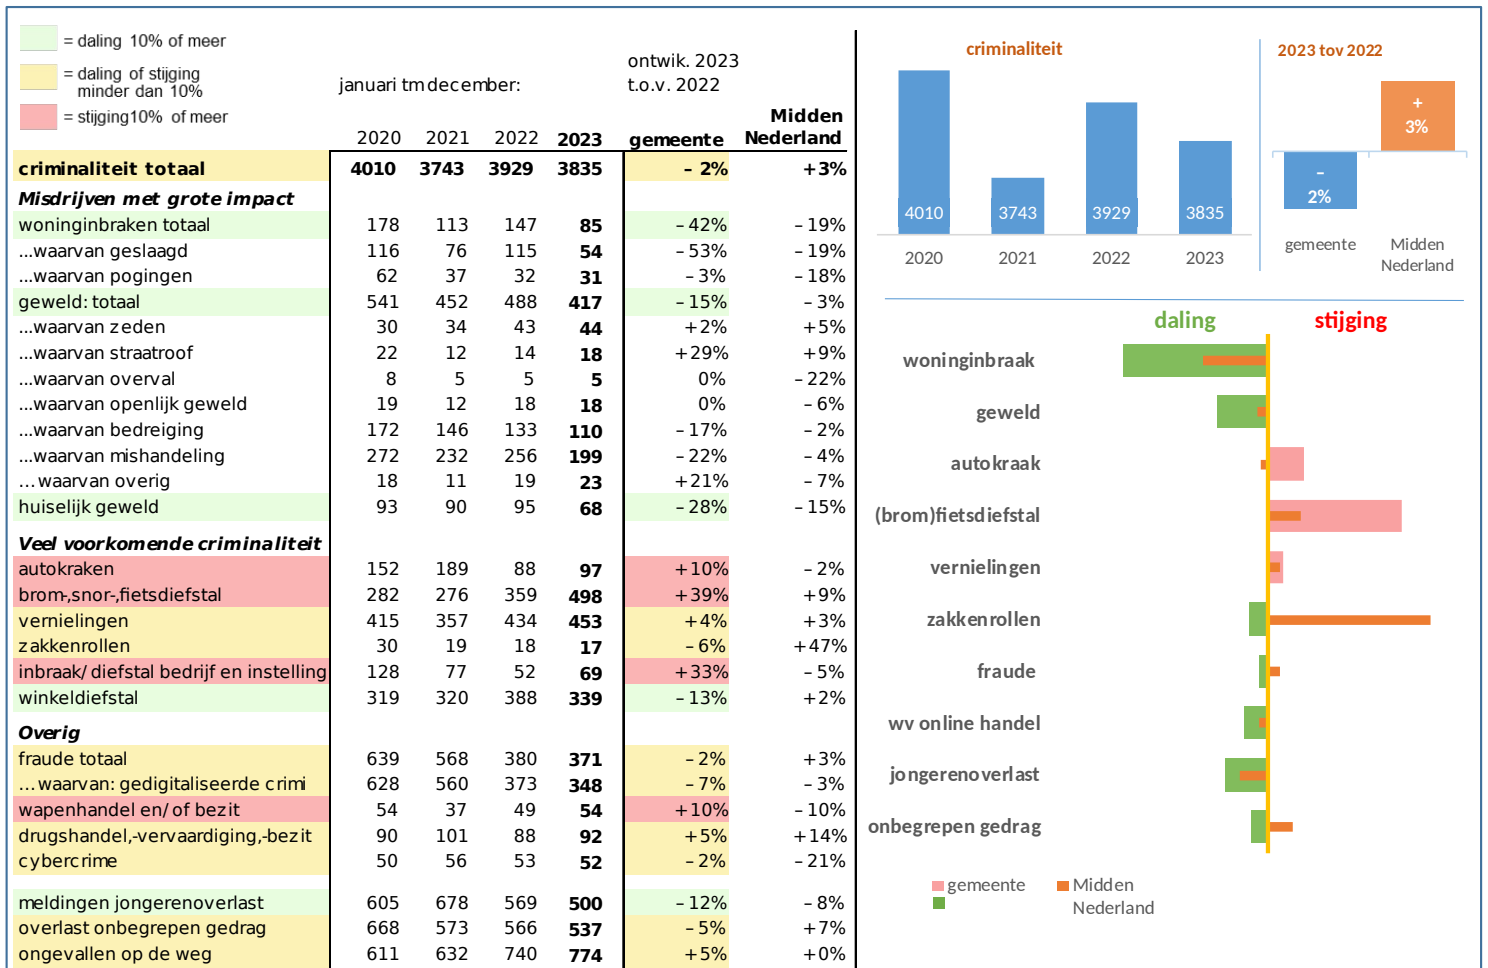 = daling 10% of meer
= daling of stijging
minder dan 10%
= stijging10% of meer
januari tm december:
ontwik. 2023
t.o.v. 2022
2020 2021 2022 2023 gemeente Midden Nederland
criminaliteit totaal 4010 3743 3929 3835 – 2% +3%
Misdrijven met grote impact
woninginbraken totaal 178 113 147 85 – 42% – 19%
...waarvan geslaagd 116 76 115 54 – 53% – 19%
...waarvan pogingen 62 37 32 31 – 3% – 18%
geweld: totaal 541 452 488 417 – 15% – 3%
...waarvan zeden 30 34 43 44 +2% +5%
...waarvan straatroof 22 12 14 18 +29% +9%
...waarvan overval 8 5 5 5 0% – 22%
...waarvan openlijk geweld 19 12 18 18 0% – 6%
...waarvan bedreiging 172 146 133 110 – 17% – 2%
...waarvan mishandeling 272 232 256 199 – 22% – 4%
...waarvan overig 18 11 19 23 +21% – 7%
huiselijk geweld 93 90 95 68 – 28% – 15%
Veel voorkomende criminaliteit
autokraken 152 189 88 97 +10% – 2%
brom-,snor-,fietsdiefstal 282 276 359 498 +39% +9%
vernielingen 415 357 434 453 +4% +3%
zakkenrollen 30 19 18 17 – 6% +47%
inbraak/ diefstal bedrijf en instelling 128 77 52 69 +33% – 5%
winkeldiefstal 319 320 388 339 – 13% +2%
Overig
fraude totaal 639 568 380 371 – 2% +3%
...waarvan: gedigitaliseerde crimi 628 560 373 348 – 7% – 3%
wapenhandel en/ of bezit 54 37 49 54 +10% – 10%
drugshandel,-vervaardiging,-bezit 90 101 88 92 +5% +14%
cybercrime 50 56 53 52 – 2% – 21%
meldingen jongerenoverlast 605 678 569 500 – 12% – 8%
overlast onbegrepen gedrag 668 573 566 537 – 5% +7%
ongevallen op de weg 611 632 740 774 +5% +0%
criminaliteit
4010 3743 3929 3835
2020 2021 2022 2023
2023 tov 2022
+
3%
–
2%
gemeente
Midden
Nederland
daling stijging
woninginbraak
geweld
autokraak
(brom)fietsdiefstal
vernielingen
zakkenrollen
fraude
wv online handel
jongerenoverlast
onbegrepen gedrag
gemeente
Midden
Nederland